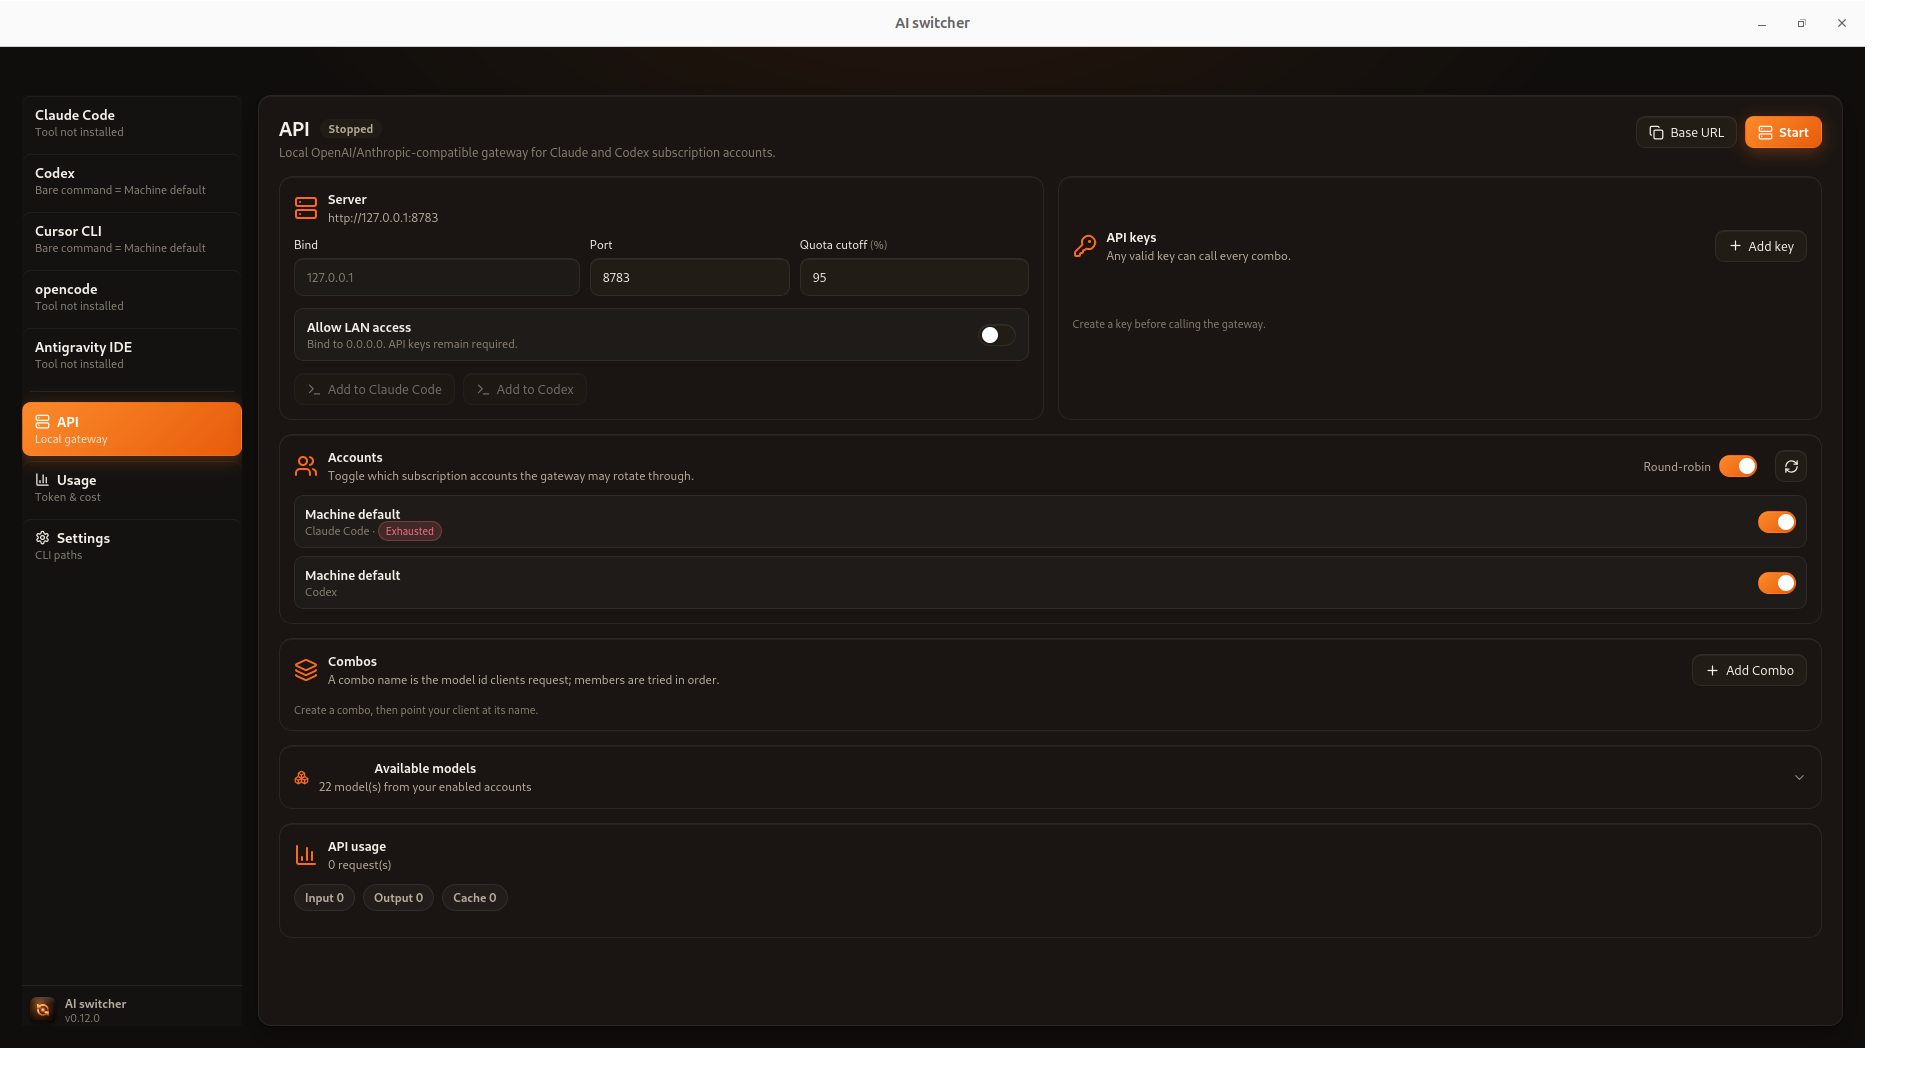 AI switcher
Claude Code
Tool not installed
Codex
Bare command = Machine default
Cursor CLI
Bare command = Machine default
opencode
Tool not installed
Antigravity IDE
Tool not installed
API
Local gateway
Usage
Token & cost
Settings
CLI paths
AI switcher
v0.12.0
API Stopped
Local OpenAI/Anthropic-compatible gateway for Claude and Codex subscription accounts.
Base URL
Start
Server
http://127.0.0.1:8783
Bind
127.0.0.1
Port
8783
Quota cutoff (%)
95
Allow LAN access
Bind to 0.0.0.0. API keys remain required.
Add to Claude Code
Add to Codex
API keys
Any valid key can call every combo.
Add key
Create a key before calling the gateway.
Accounts
Toggle which subscription accounts the gateway may rotate through.
Round-robin
Machine default
Claude Code · Exhausted
Machine default
Codex
Combos
A combo name is the model id clients request; members are tried in order.
Add Combo
Create a combo, then point your client at its name.
Available models
22 model(s) from your enabled accounts
API usage
0 request(s)
Input 0
Output 0
Cache 0